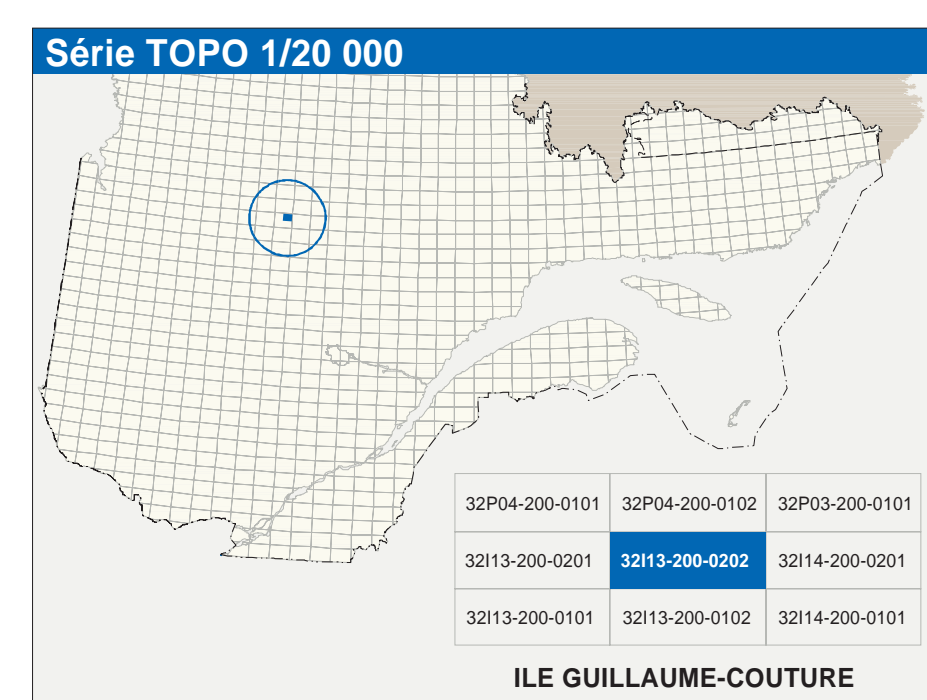 Série TOPO 1/20 000
32P04-200-0101 32P04-200-0102 32P03-200-0101
32I13-200-0201 32I13-200-0202 32I14-200-0201
32I13-200-0101 32I13-200-0102 32I14-200-0101
ILE GUILLAUME-COUTURE